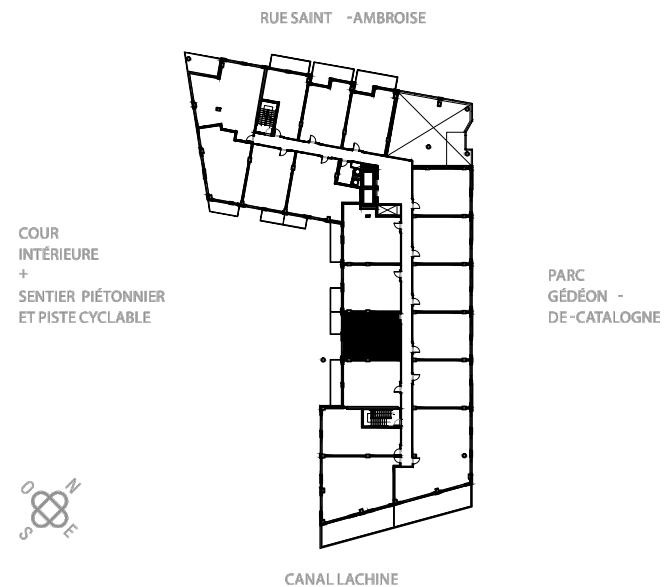 RUE SAINT -AMBROISE
COUR
INTÉRIEURE
+
SENTIER PIÉTONNIER
ET PISTE CYCLABLE
PARC
GÉDÉON -
DE-CATALOGNE
O N
S E
CANAL LACHINE